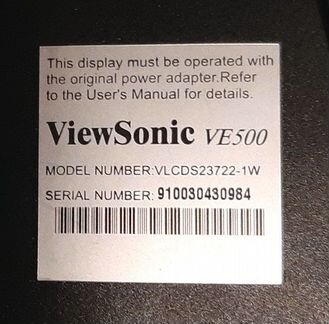 This display must be operated with
the original power adapter.Refer
to the User's Manual for details.
ViewSonic VE500
MODEL NUMBER:VLCDS23722-1W
SERIAL NUMBER: 910030430984